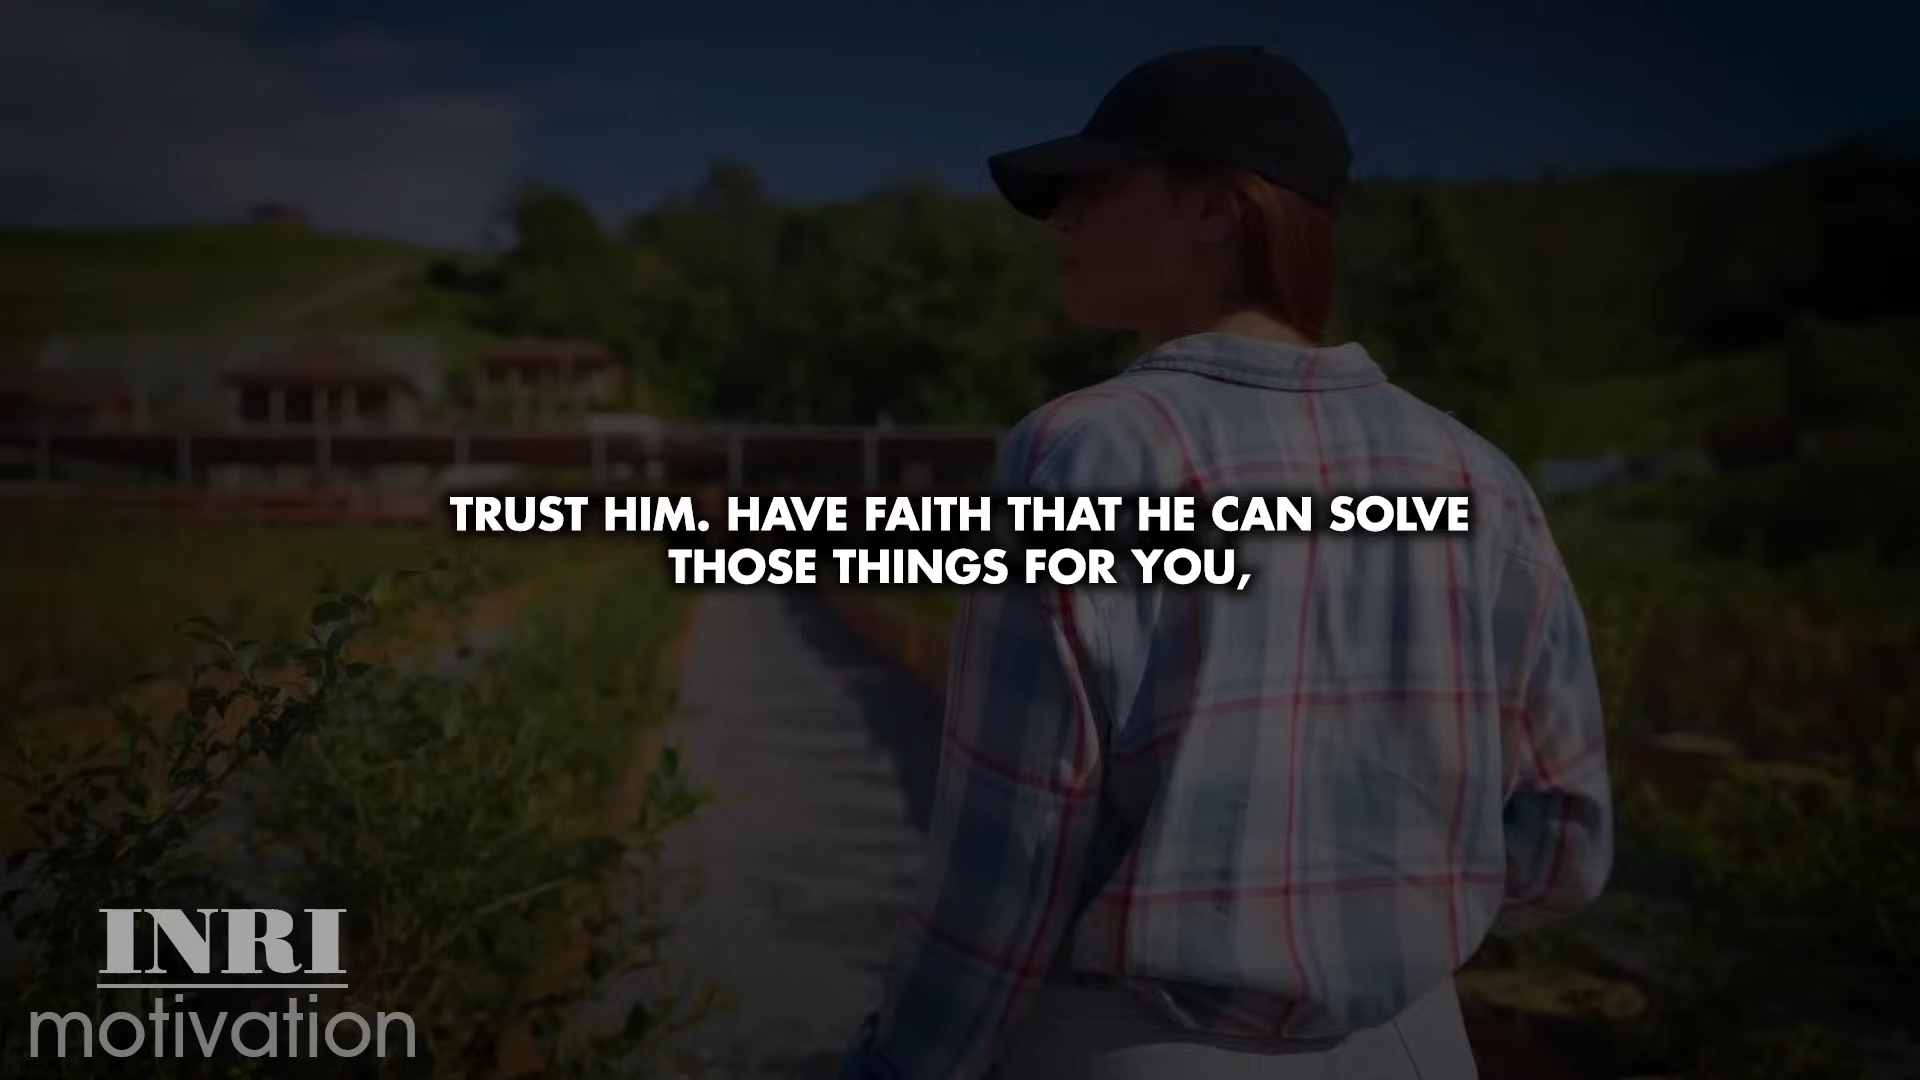 TRUST HIM. HAVE FAITH THAT HE CAN SOLVE
THOSE THINGS FOR YOU,
INRI
motivation